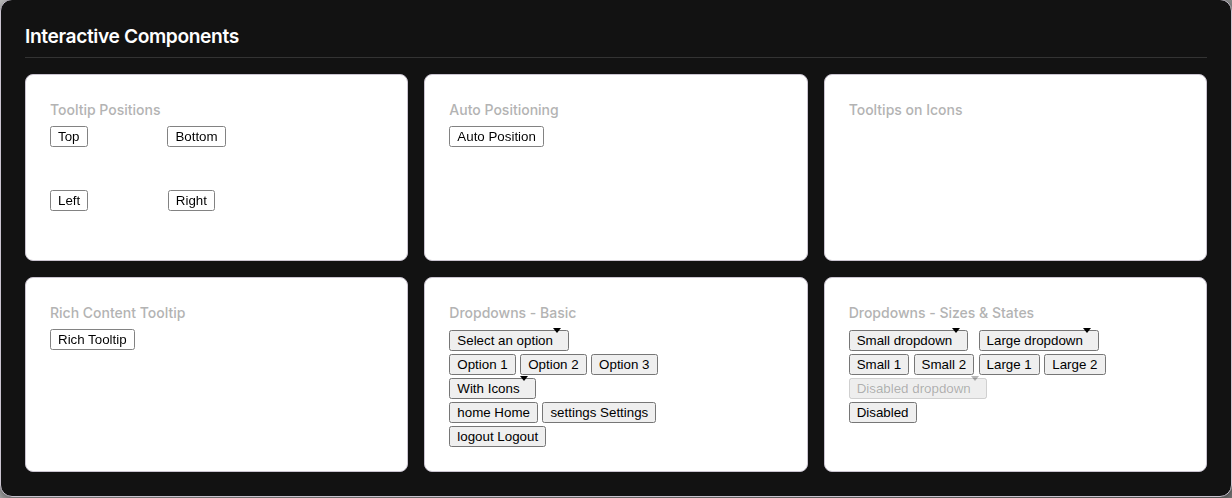 Interactive Components
Tooltip Positions
Top Bottom
Left Right
Auto Positioning
Auto Position
Tooltips on Icons
Rich Content Tooltip
Rich Tooltip
Dropdowns - Basic
Select an option
Option 1 Option 2 Option 3
With Icons
home Home settings Settings
logout Logout
Dropdowns - Sizes & States
Small dropdown Large dropdown
Small 1 Small 2 Large 1 Large 2
Disabled dropdown
Disabled